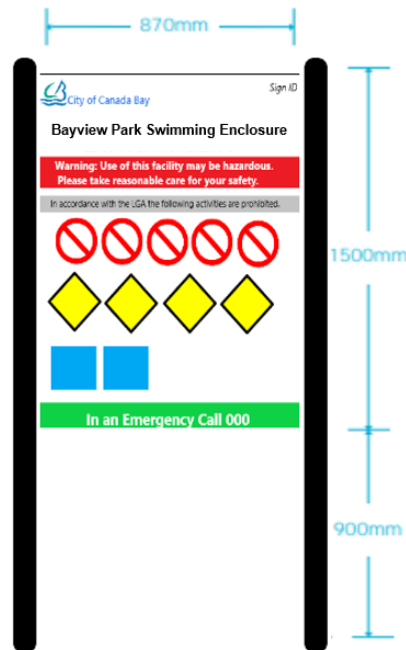 870mm
Sign ID
City of Canada Bay
Bayview Park Swimming Enclosure
Warning: Use of this facility may be hazardous.
Please take reasonable care for your safety.
In accordance with the LGA the following activities are prohibited.
1500mm
In an Emergency Call 000
900mm